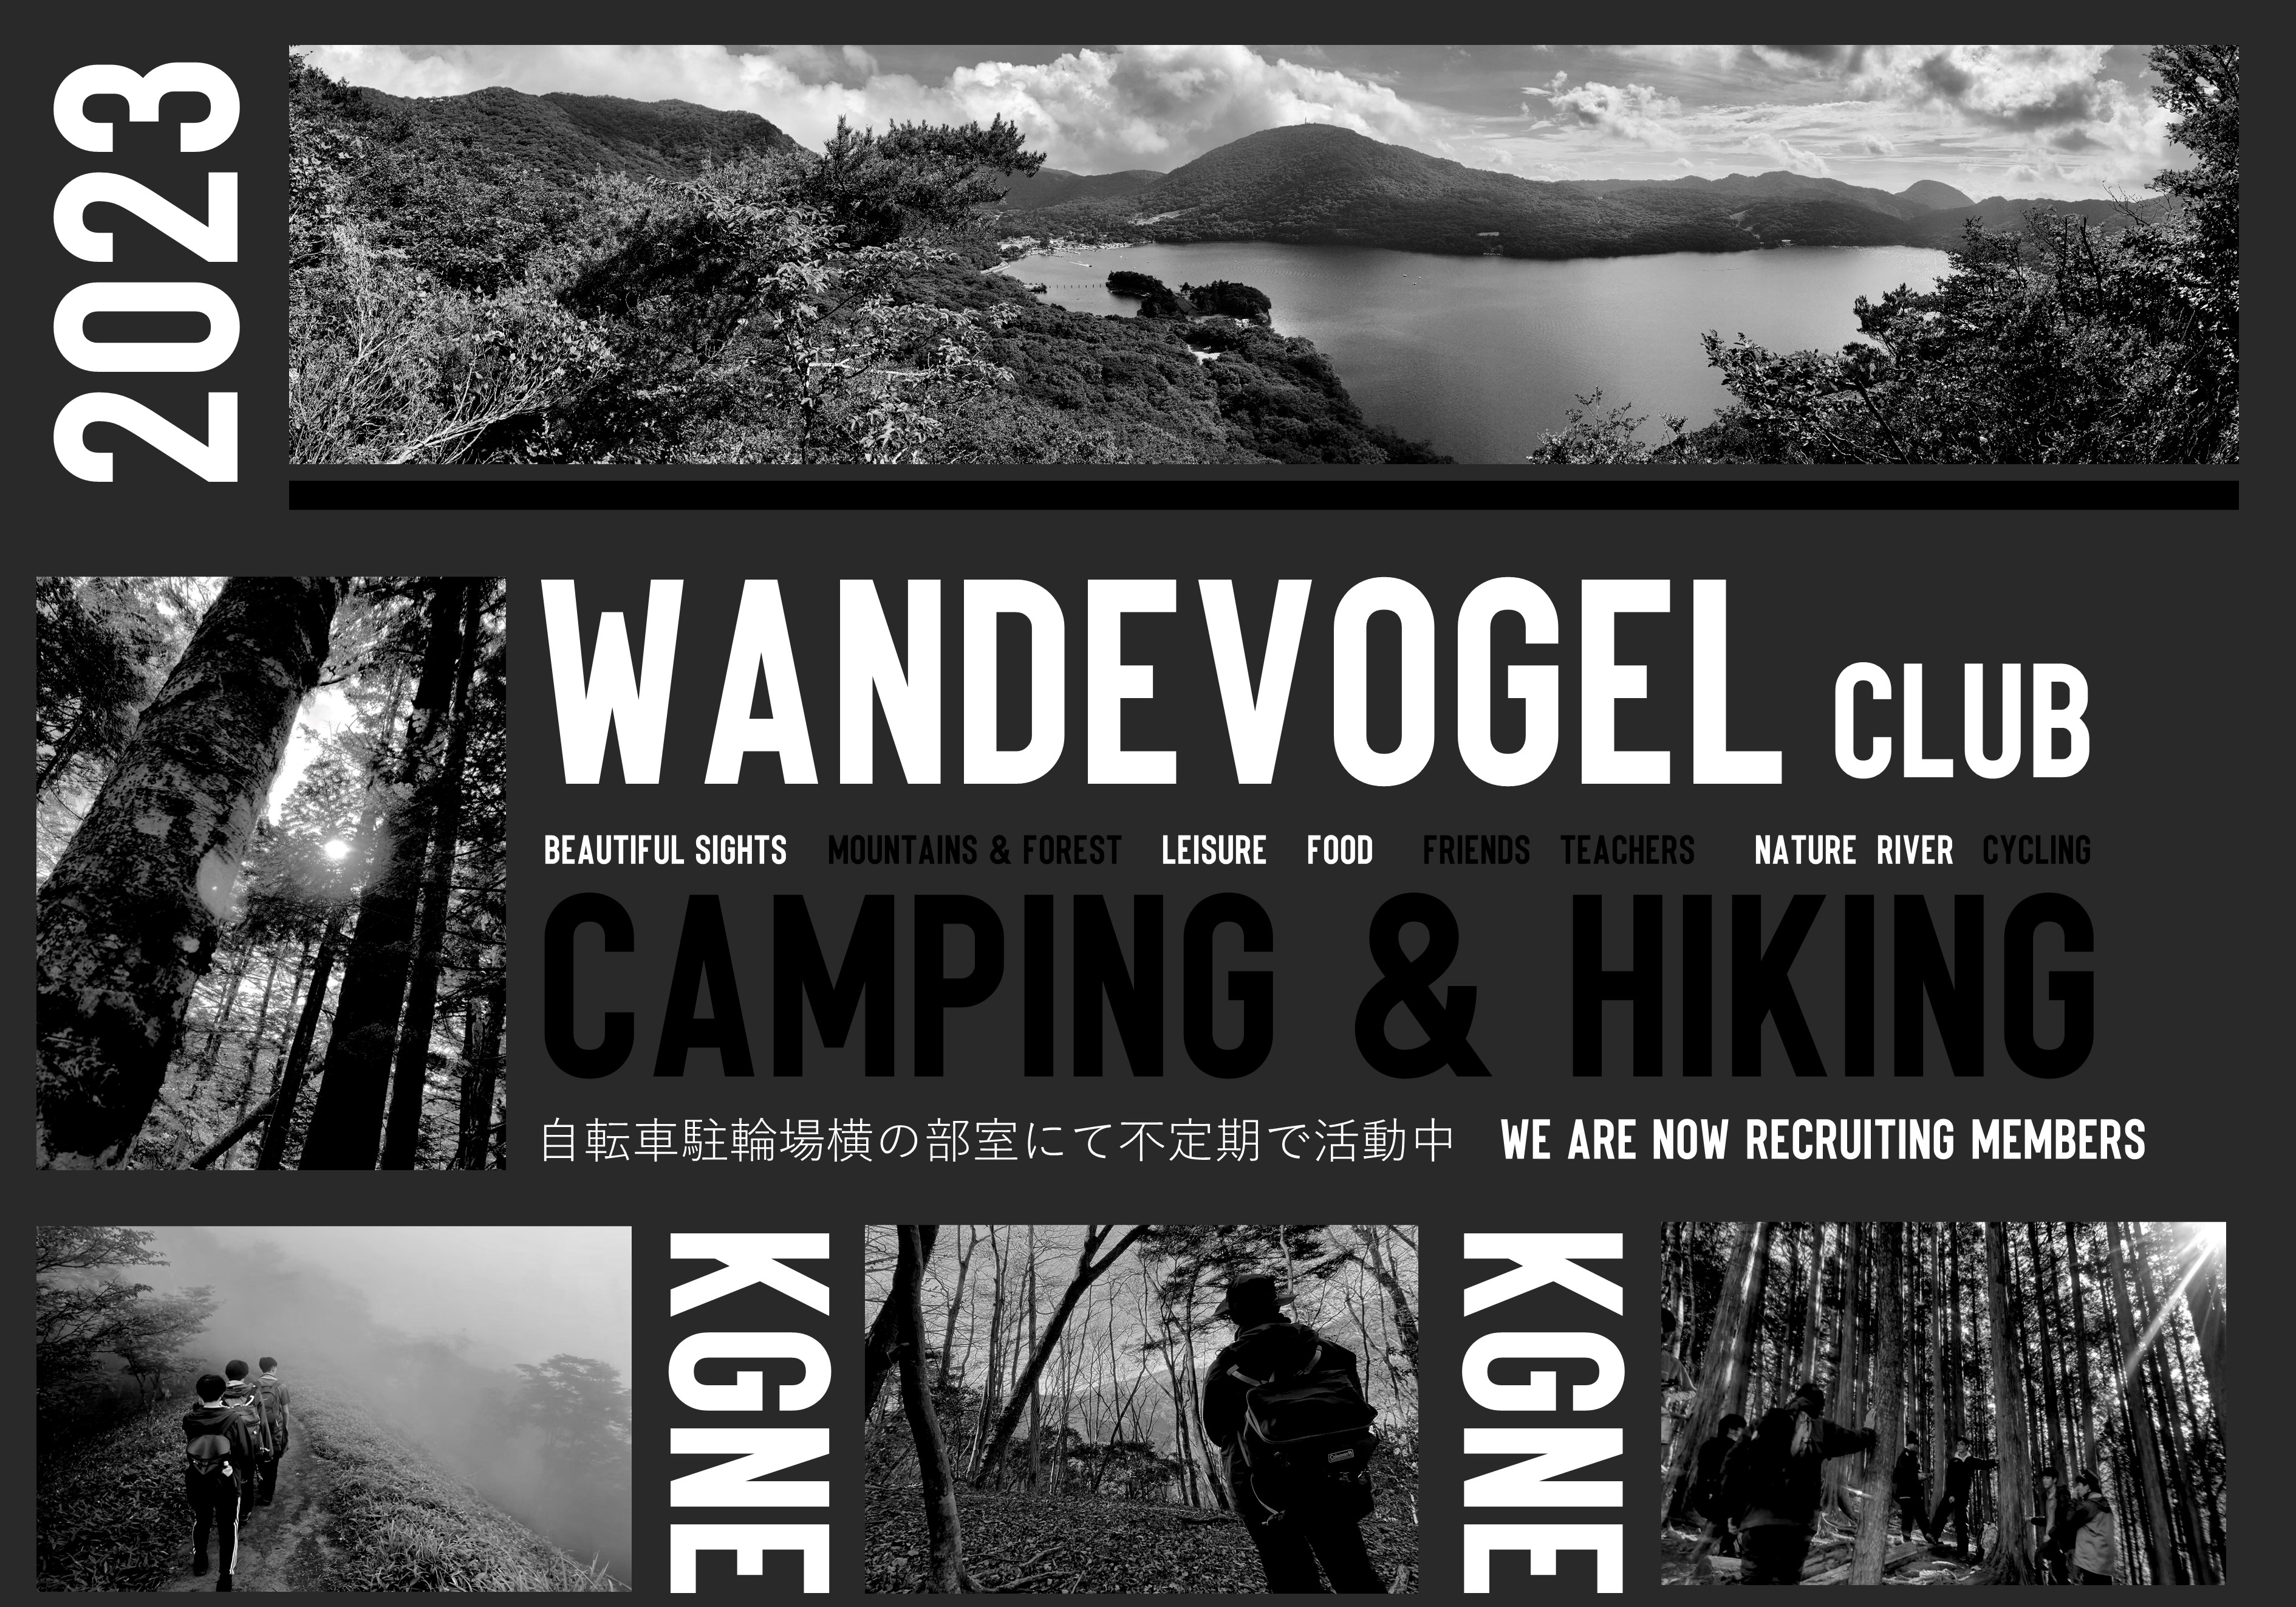 2023
WANDEVOGEL CLUB
BEAUTIFUL SIGHTS MOUNTAINS & FOREST LEISURE FOOD FRIENDS TEACHERS NATURE RIVER CYCLING
CAMPING & HIKING
自転車駐輪場横の部室にて不定期で活動中 WE ARE NOW RECRUITING MEMBERS
KGNE
KGNE
Coleman